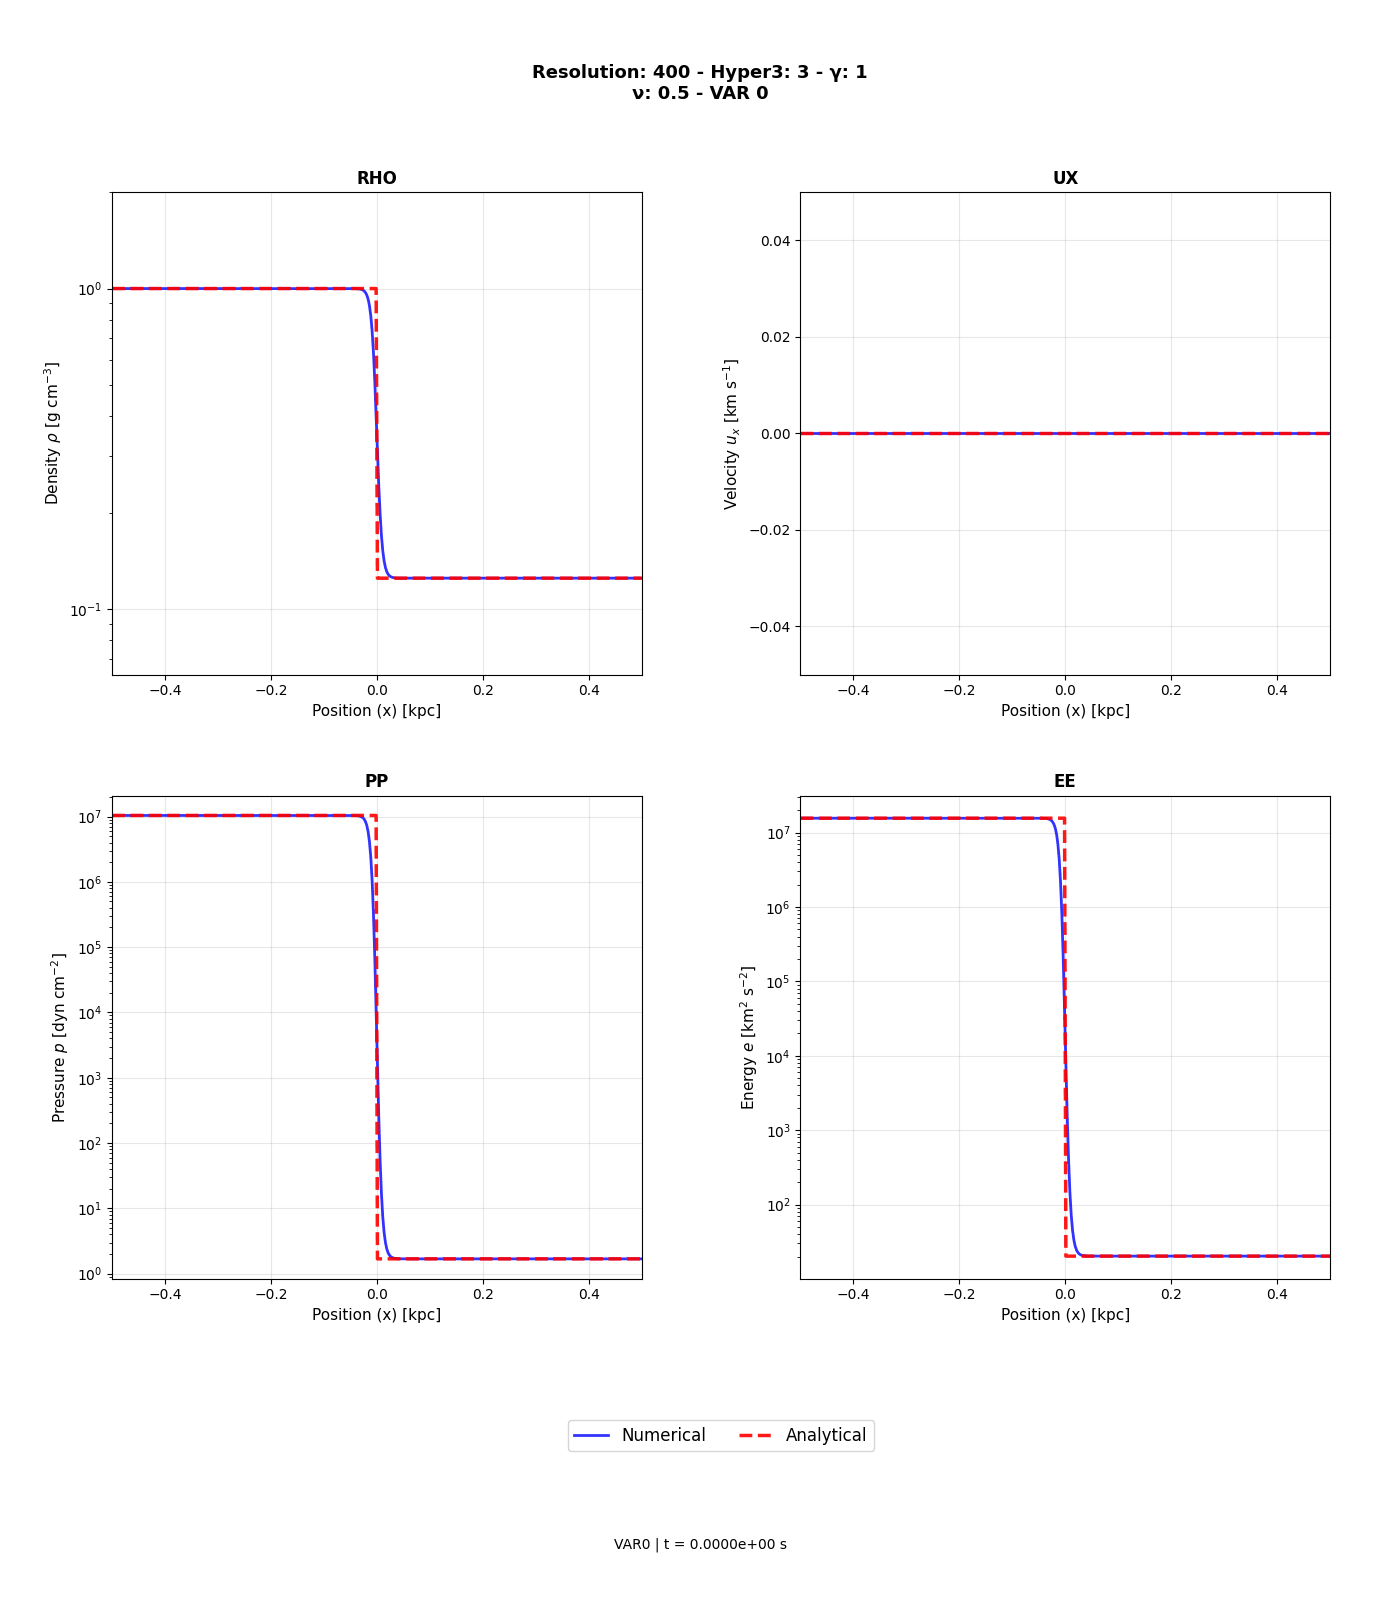 Resolution: 400 - Hyper3: 3 - γ: 1
ν: 0.5 - VAR 0
RHO
Density ρ [g cm⁻³]
10⁰
10⁻¹
−0.4 −0.2 0.0 0.2 0.4
Position (x) [kpc]
UX
Velocity uₓ [km s⁻¹]
0.04
0.02
0.00
−0.02
−0.04
−0.4 −0.2 0.0 0.2 0.4
Position (x) [kpc]
PP
Pressure p [dyn cm⁻²]
10⁷
10⁶
10⁵
10⁴
10³
10²
10¹
10⁰
−0.4 −0.2 0.0 0.2 0.4
Position (x) [kpc]
EE
Energy e [km² s⁻²]
10⁷
10⁶
10⁵
10⁴
10³
10²
−0.4 −0.2 0.0 0.2 0.4
Position (x) [kpc]
Numerical Analytical
VAR0 | t = 0.0000e+00 s